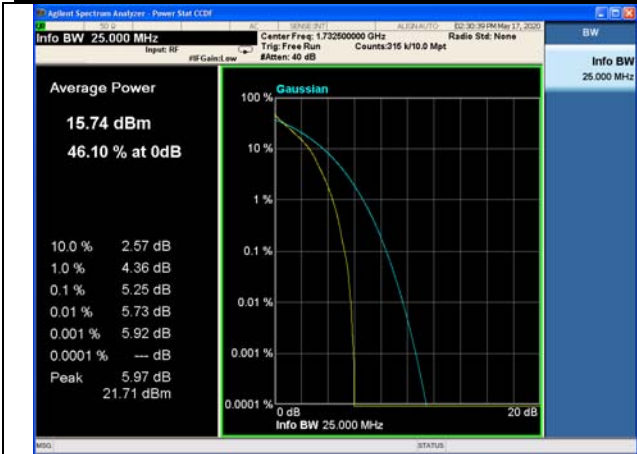 Agilent Spectrum Analyzer - Power Stat CCDF
50 Ω AC SENSE:INT ALIGN AUTO 02:30:39 PM May 17, 2020
Info BW 25.000 MHz
Center Freq: 1.732500000 GHz Radio Std: None
Input: RF Trig: Free Run Counts:315 k/10.0 Mpt
#IFGain:Low #Atten: 40 dB
BW
Info BW
25.000 MHz
Average Power
15.74 dBm
46.10 % at 0dB
10.0 % 2.57 dB
1.0 % 4.36 dB
0.1 % 5.25 dB
0.01 % 5.73 dB
0.001 % 5.92 dB
0.0001 % --- dB
Peak 5.97 dB
21.71 dBm
Gaussian
100 %
10 %
1 %
0.1 %
0.01 %
0.001 %
0.0001 %
0 dB 20 dB
Info BW 25.000 MHz
MSG STATUS